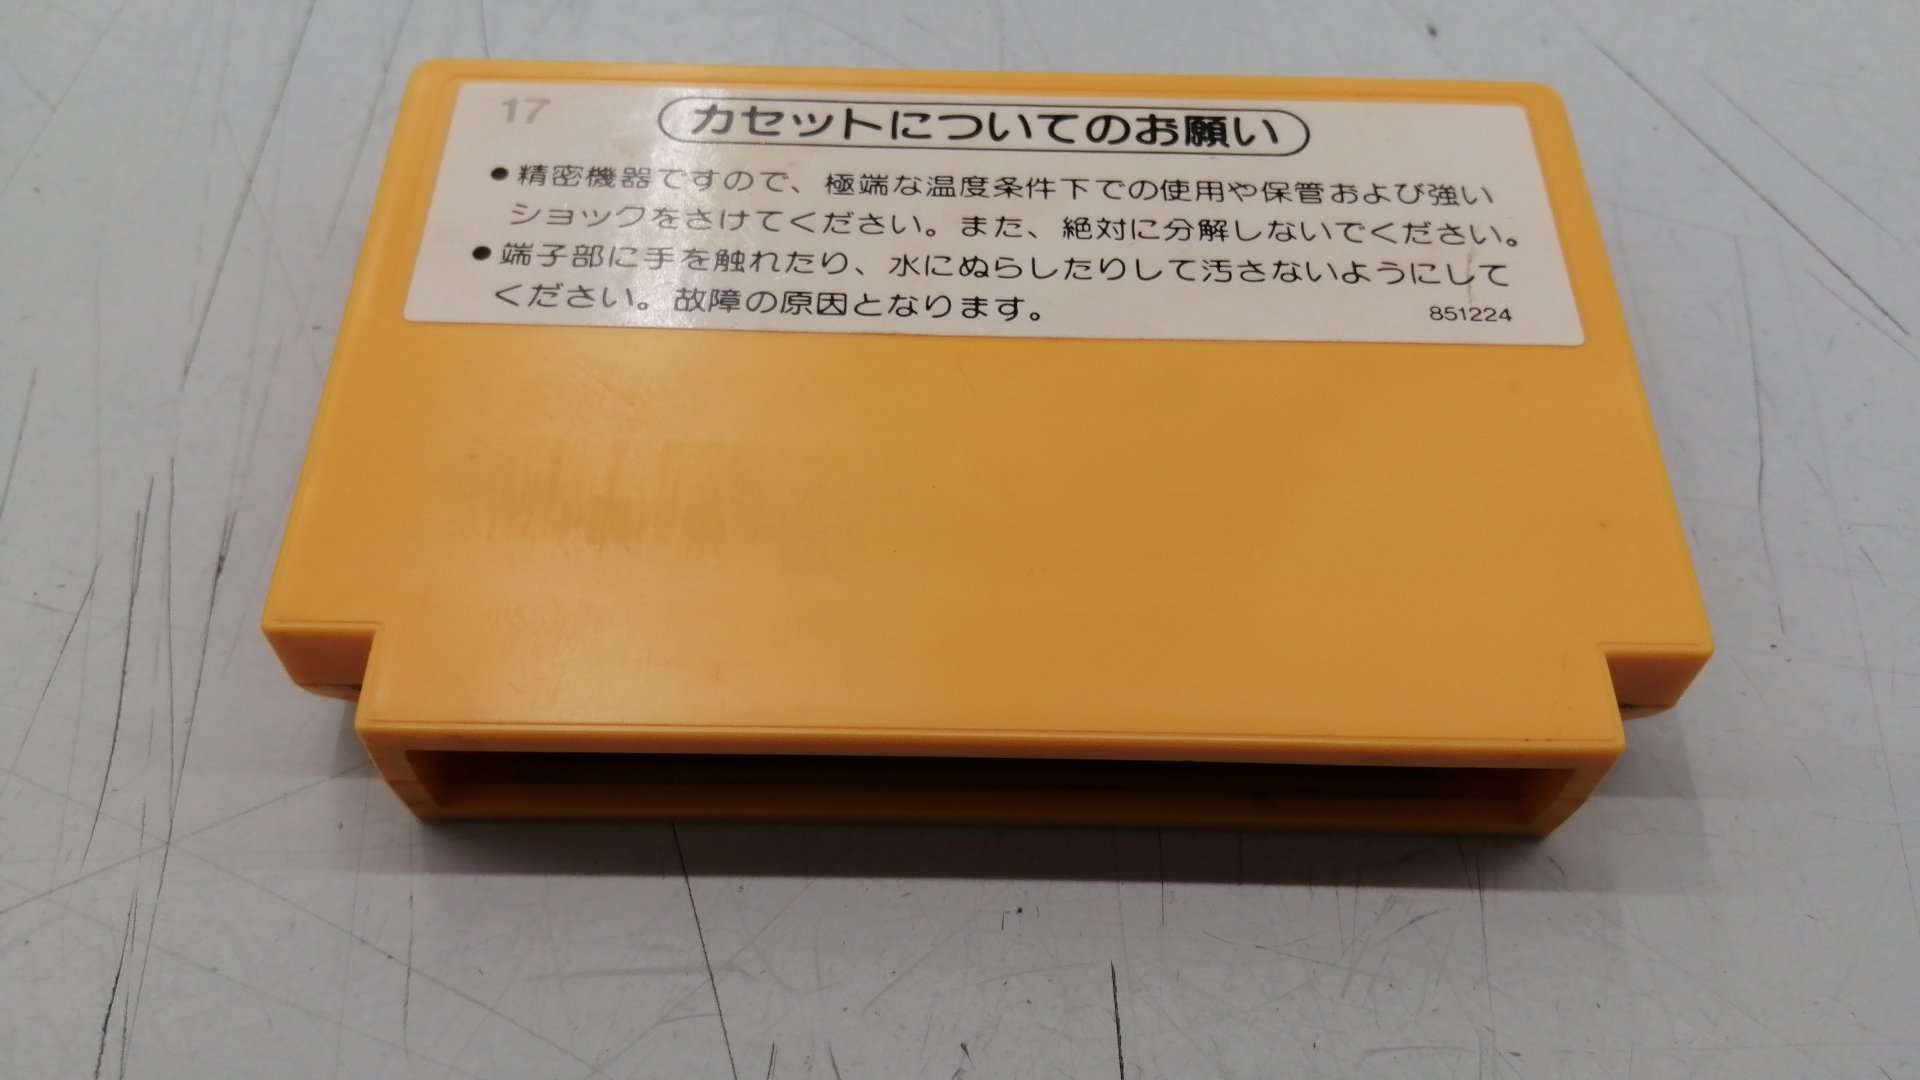 17
カセットについてのお願い
●精密機器ですので、極端な温度条件下での使用や保管および強い
ショックをさけてください。また、絶対に分解しないでください。
●端子部に手を触れたり、水にぬらしたりして汚さないようにして
ください。故障の原因となります。
851224